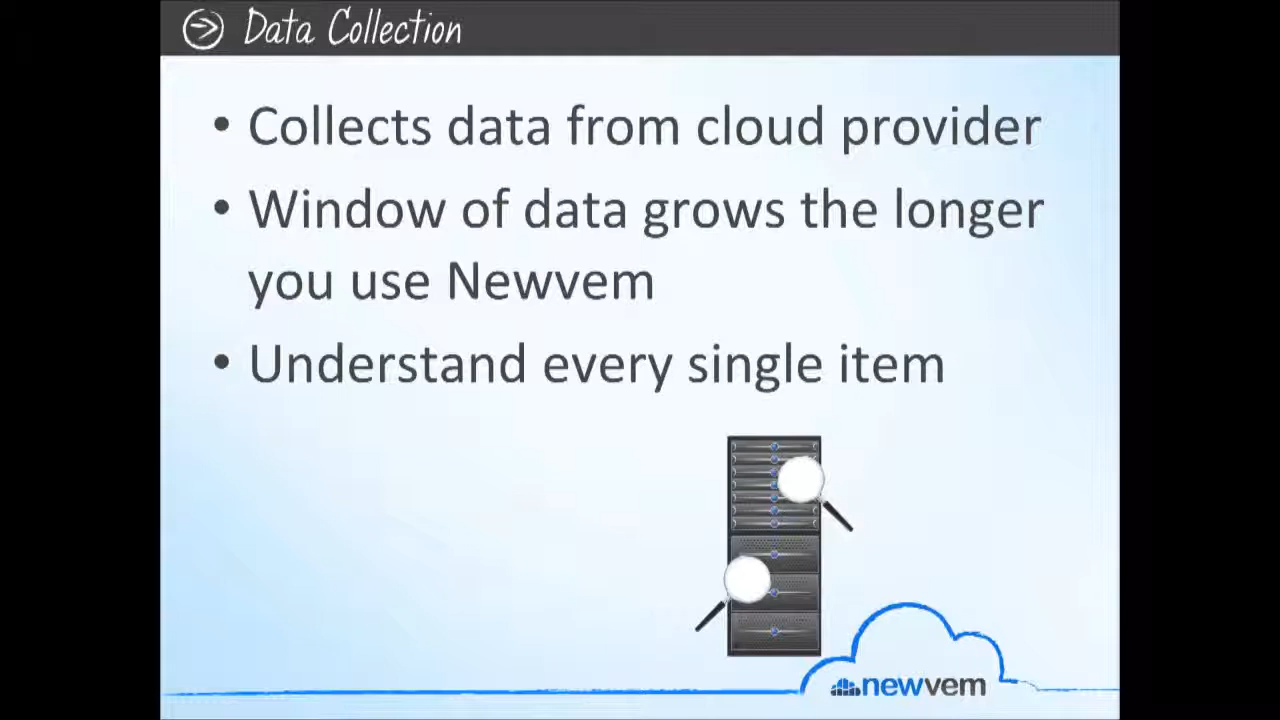 Data Collection
• Collects data from cloud provider
• Window of data grows the longer
you use Newvem
• Understand every single item
newvem